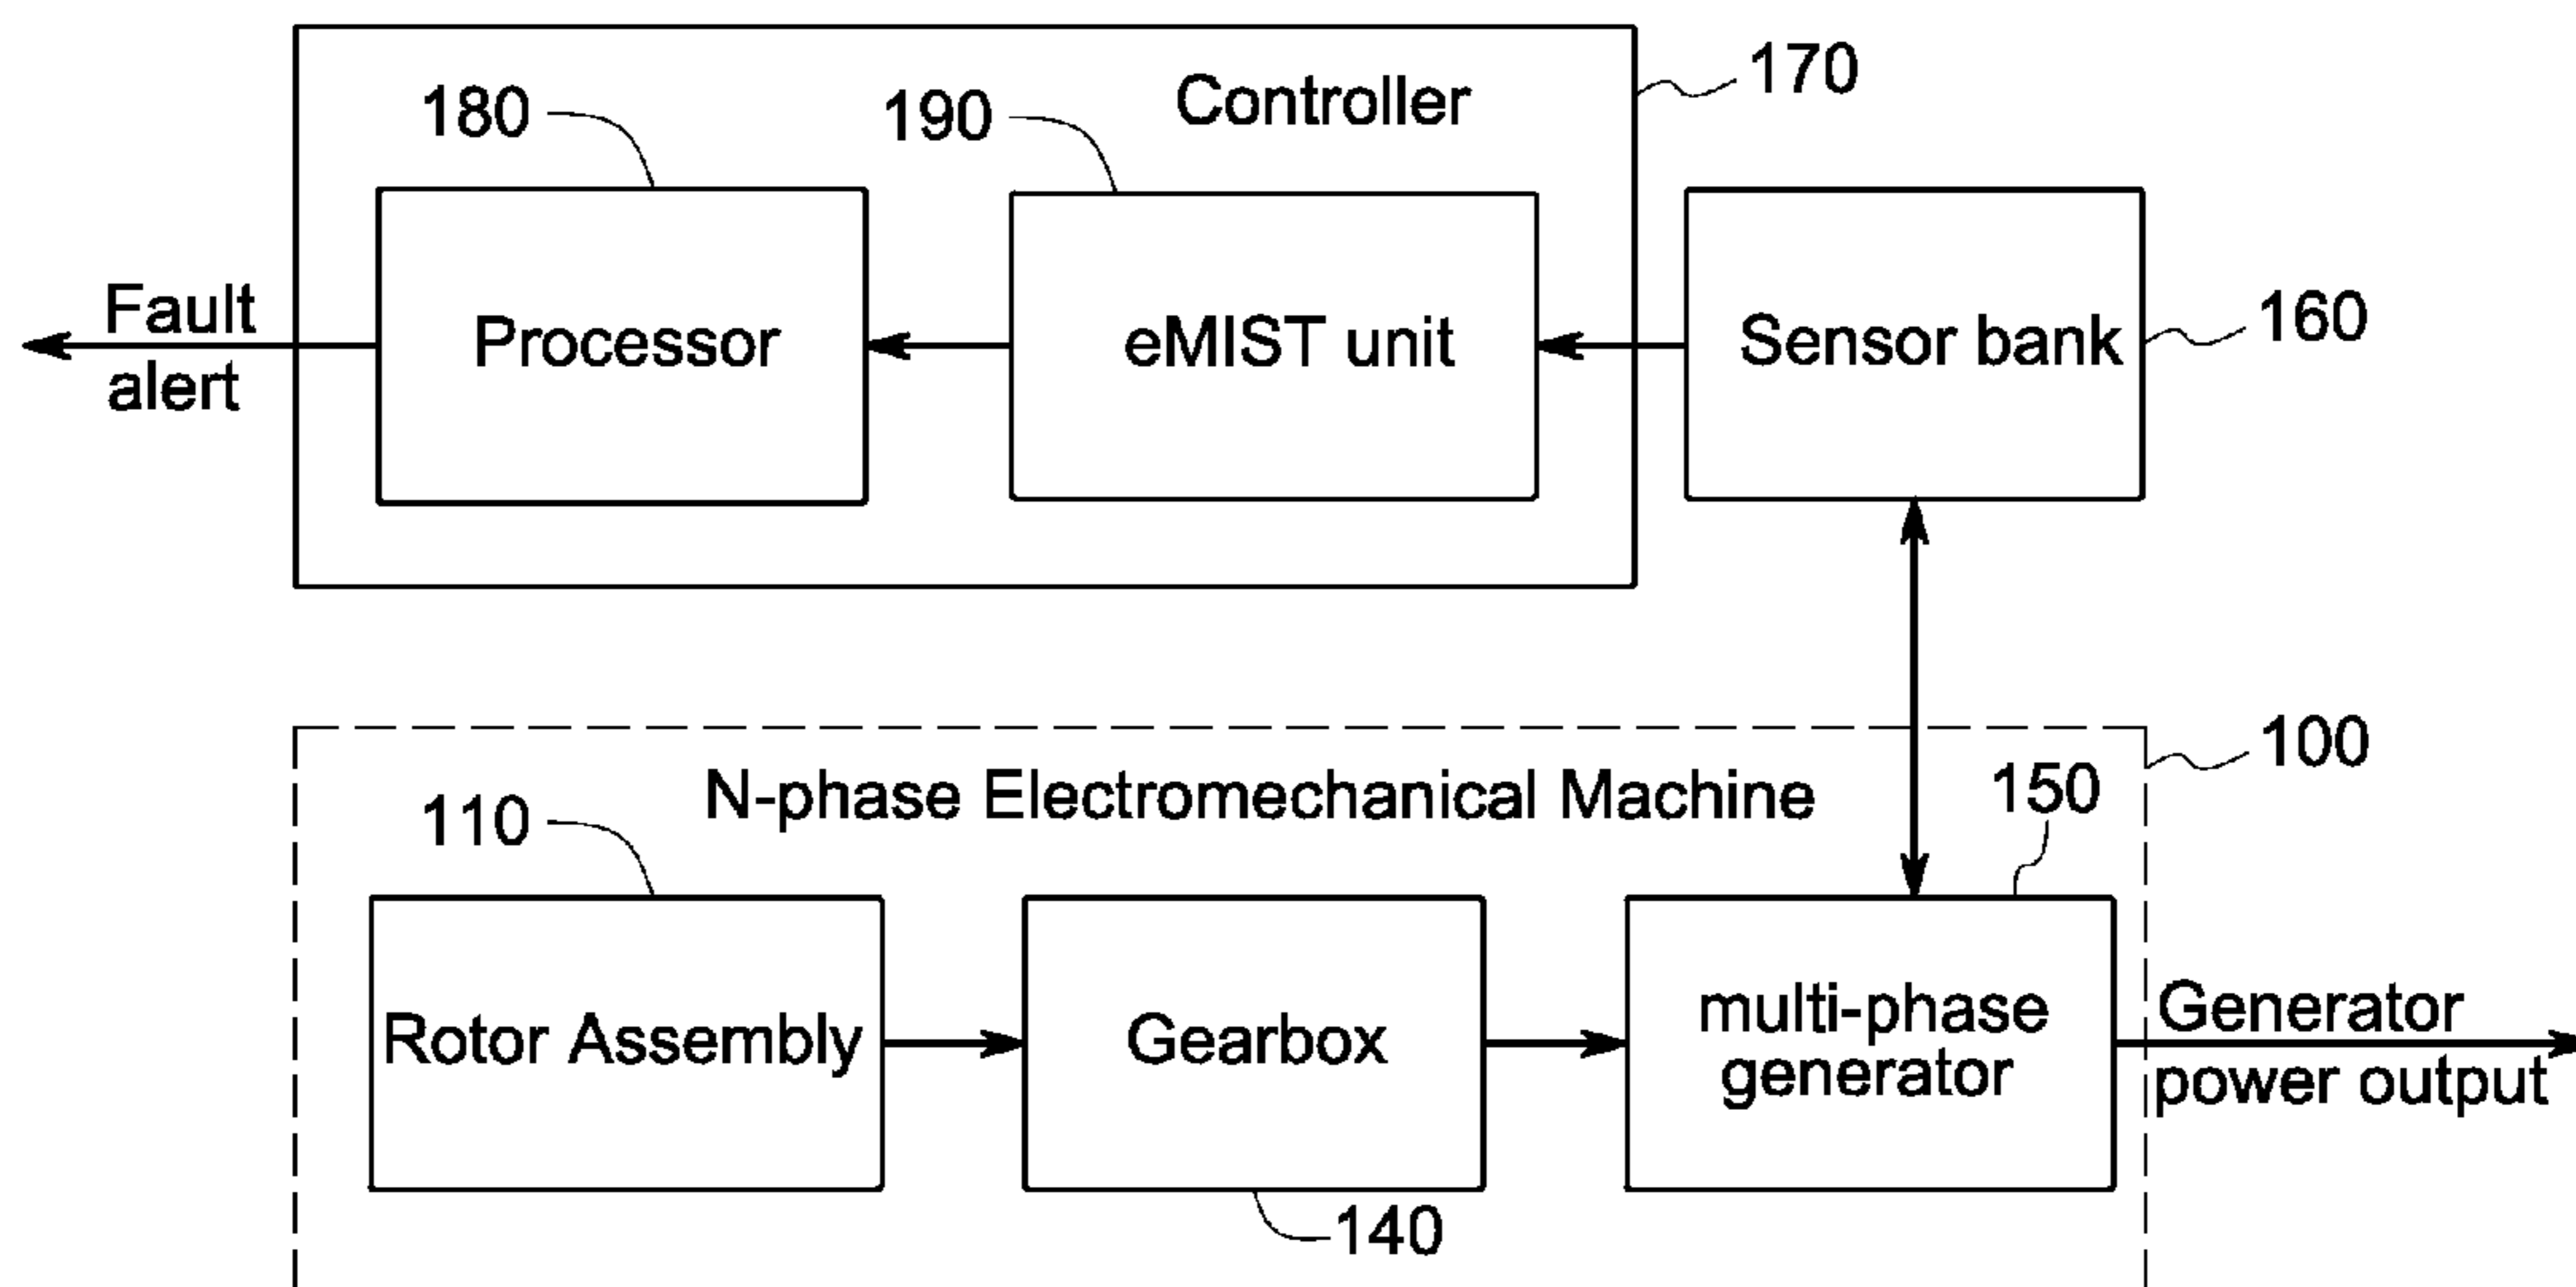 Controller
170
180
190
Fault
alert
Processor
eMIST unit
Sensor bank
160
100
N-phase Electromechanical Machine
110
150
Rotor Assembly
Gearbox
multi-phase
generator
Generator
power output
140